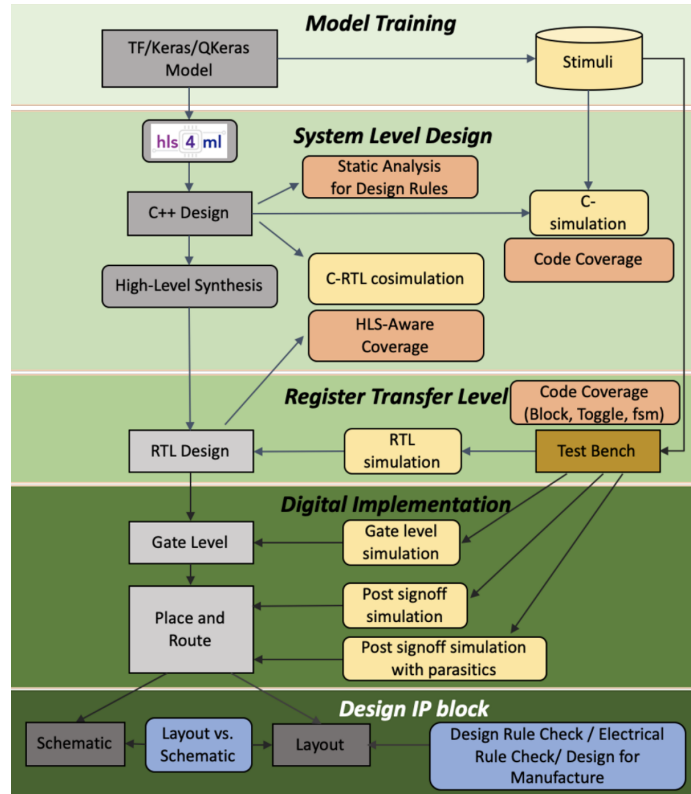 Model Training
TF/Keras/QKeras
Model
Stimuli
hls 4 ml
System Level Design
Static Analysis
for Design Rules
C++ Design
C-
simulation
Code Coverage
High-Level Synthesis
C-RTL cosimulation
HLS-Aware
Coverage
Register Transfer Level
Code Coverage
(Block, Toggle, fsm)
RTL Design
RTL
simulation
Test Bench
Digital Implementation
Gate Level
Gate level
simulation
Place and
Route
Post signoff
simulation
Post signoff simulation
with parasitics
Design IP block
Schematic
Layout vs.
Schematic
Layout
Design Rule Check / Electrical
Rule Check/ Design for
Manufacture